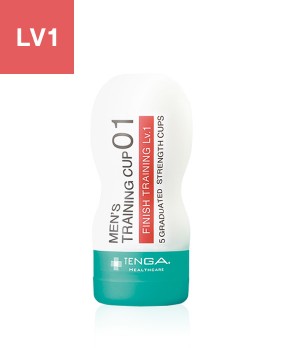 LV1
MEN'S
TRAINING CUP 01
FINISH TRAINING Lv.1
5 GRADUATED STRENGTH CUPS
TENGA
HEALTHCARE